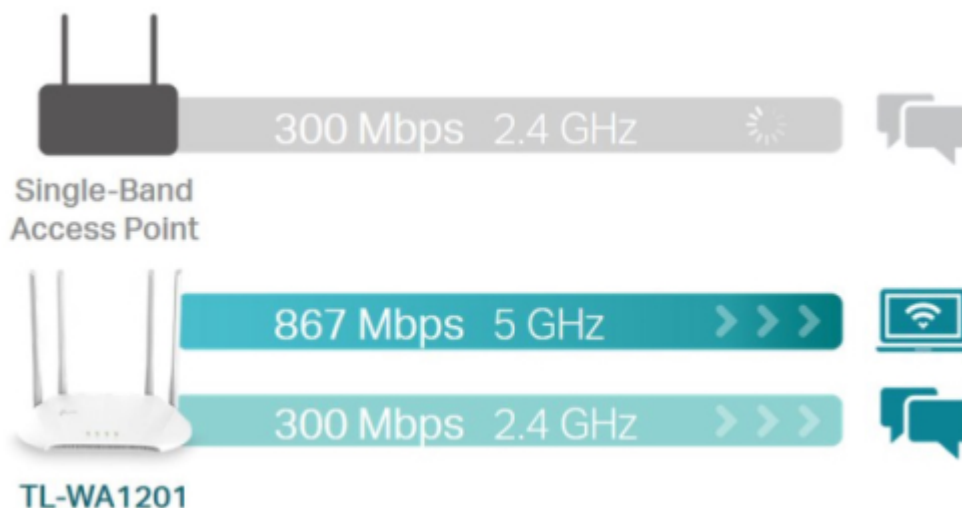 300 Mbps 2.4 GHz
Single-Band
Access Point
867 Mbps 5 GHz
300 Mbps 2.4 GHz
TL-WA1201